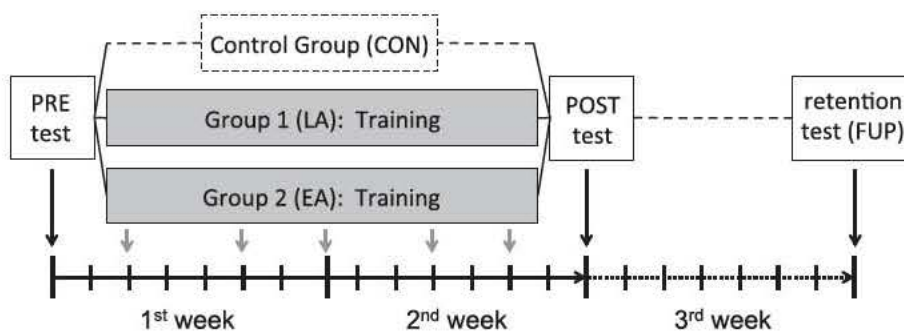 Control Group (CON)
PRE
test
Group 1 (LA): Training
Group 2 (EA): Training
POST
test
retention
test (FUP)
1st week
2nd week
3rd week